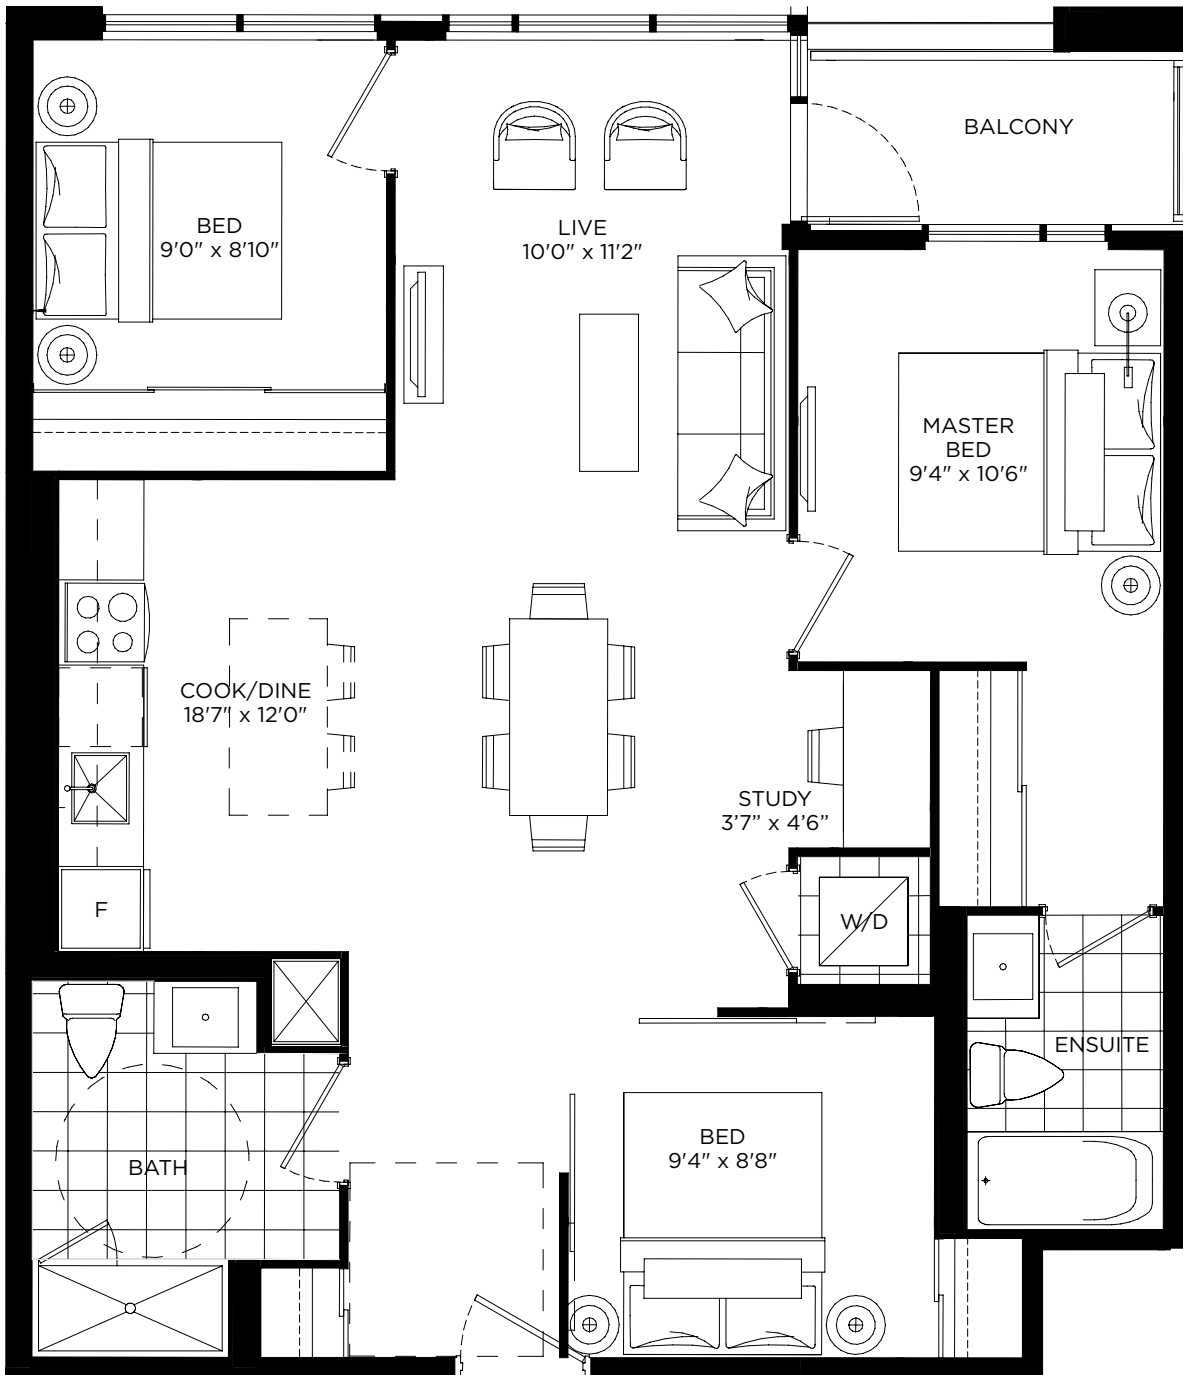 BALCONY
BED
9'0" x 8'10"
LIVE
10'0" x 11'2"
MASTER
BED
9'4" x 10'6"
COOK/DINE
18'7" x 12'0"
STUDY
3'7" x 4'6"
F
W/D
ENSUITE
BED
9'4" x 8'8"
BATH